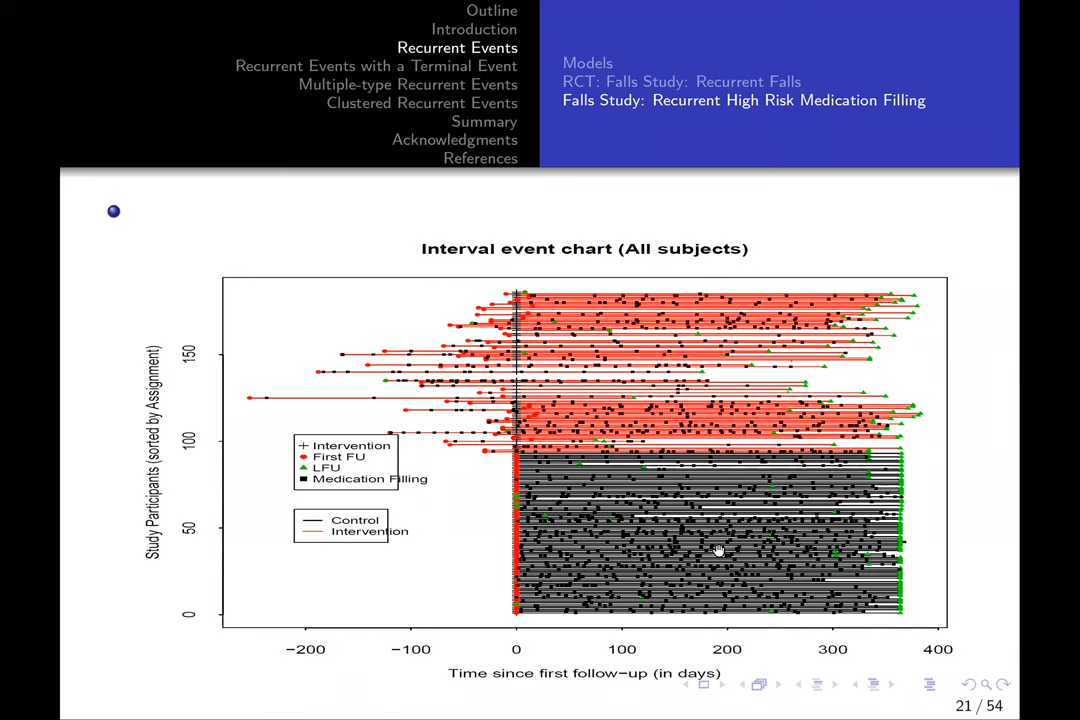 Outline
Introduction
Recurrent Events
Recurrent Events with a Terminal Event
Multiple-type Recurrent Events
Clustered Recurrent Events
Summary
Acknowledgments
References
Models
RCT: Falls Study: Recurrent Falls
Falls Study: Recurrent High Risk Medication Filling
Interval event chart (All subjects)
Study Participants (sorted by Assignment)
150
100
50
0
Intervention
First FU
LFU
Medication Filling
Control
Intervention
−200 −100 0 100 200 300 400
Time since first follow−up (in days)
21 / 54